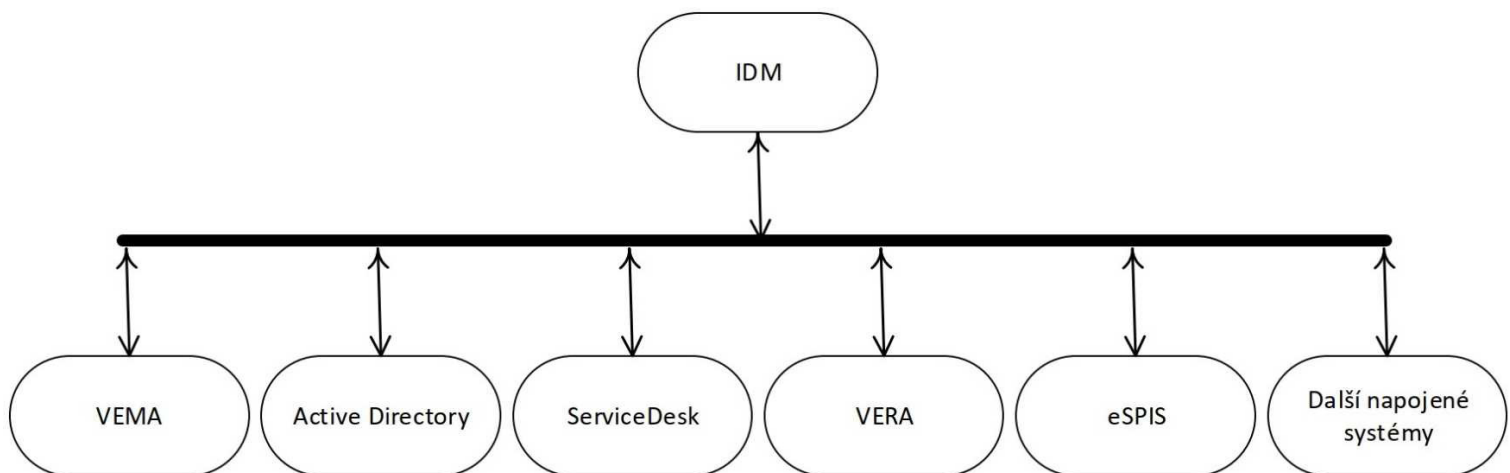 IDM
VEMA
Active Directory
ServiceDesk
VERA
eSPIS
Další napojené
systémy